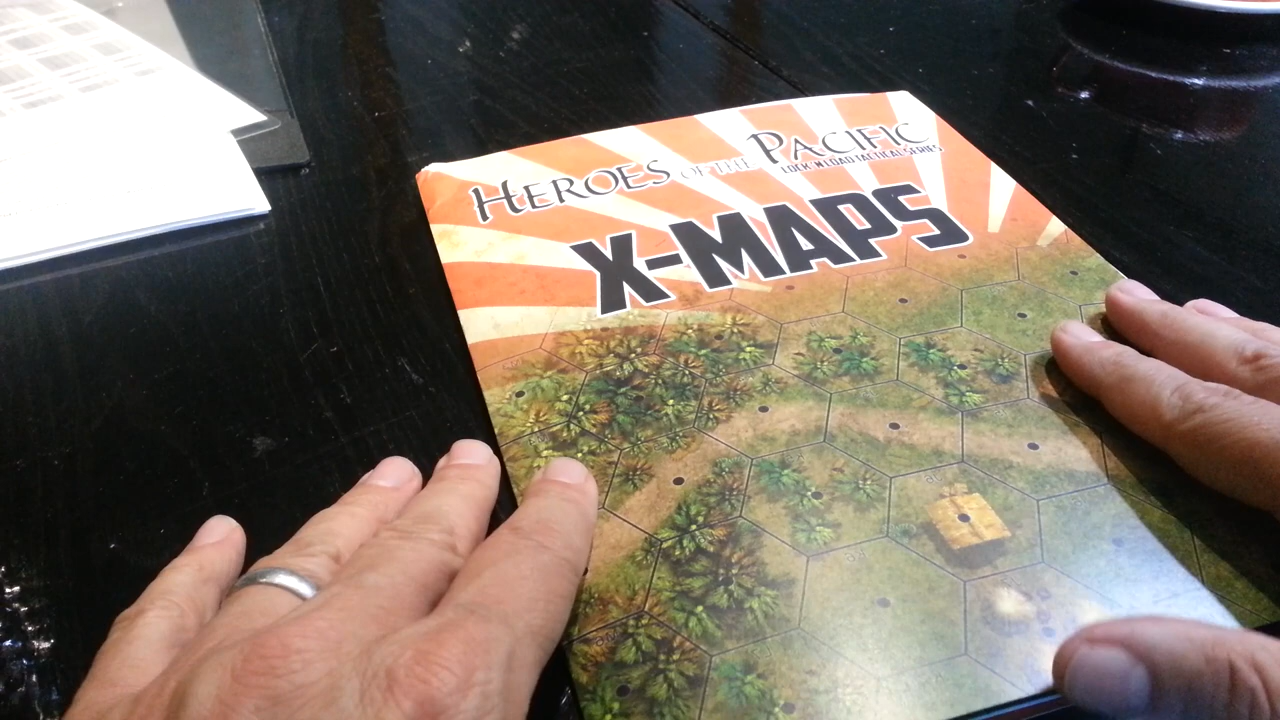 HEROES OF THE PACIFIC
LOCK 'N LOAD TACTICAL SERIES
X-MAPS